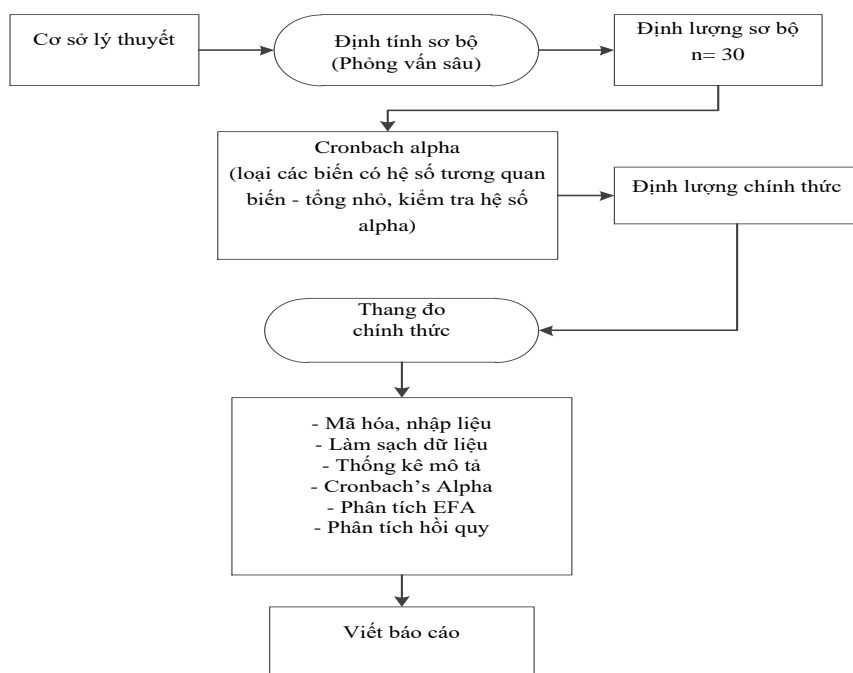 Cơ sở lý thuyết
Định tính sơ bộ
(Phỏng vấn sâu)
Định lượng sơ bộ
n= 30
Cronbach alpha
(loại các biến có hệ số tương quan
biến - tổng nhỏ, kiểm tra hệ số
alpha)
Định lượng chính thức
Thang đo
chính thức
- Mã hóa, nhập liệu
- Làm sạch dữ liệu
- Thống kê mô tả
- Cronbach’s Alpha
- Phân tích EFA
- Phân tích hồi quy
Viết báo cáo